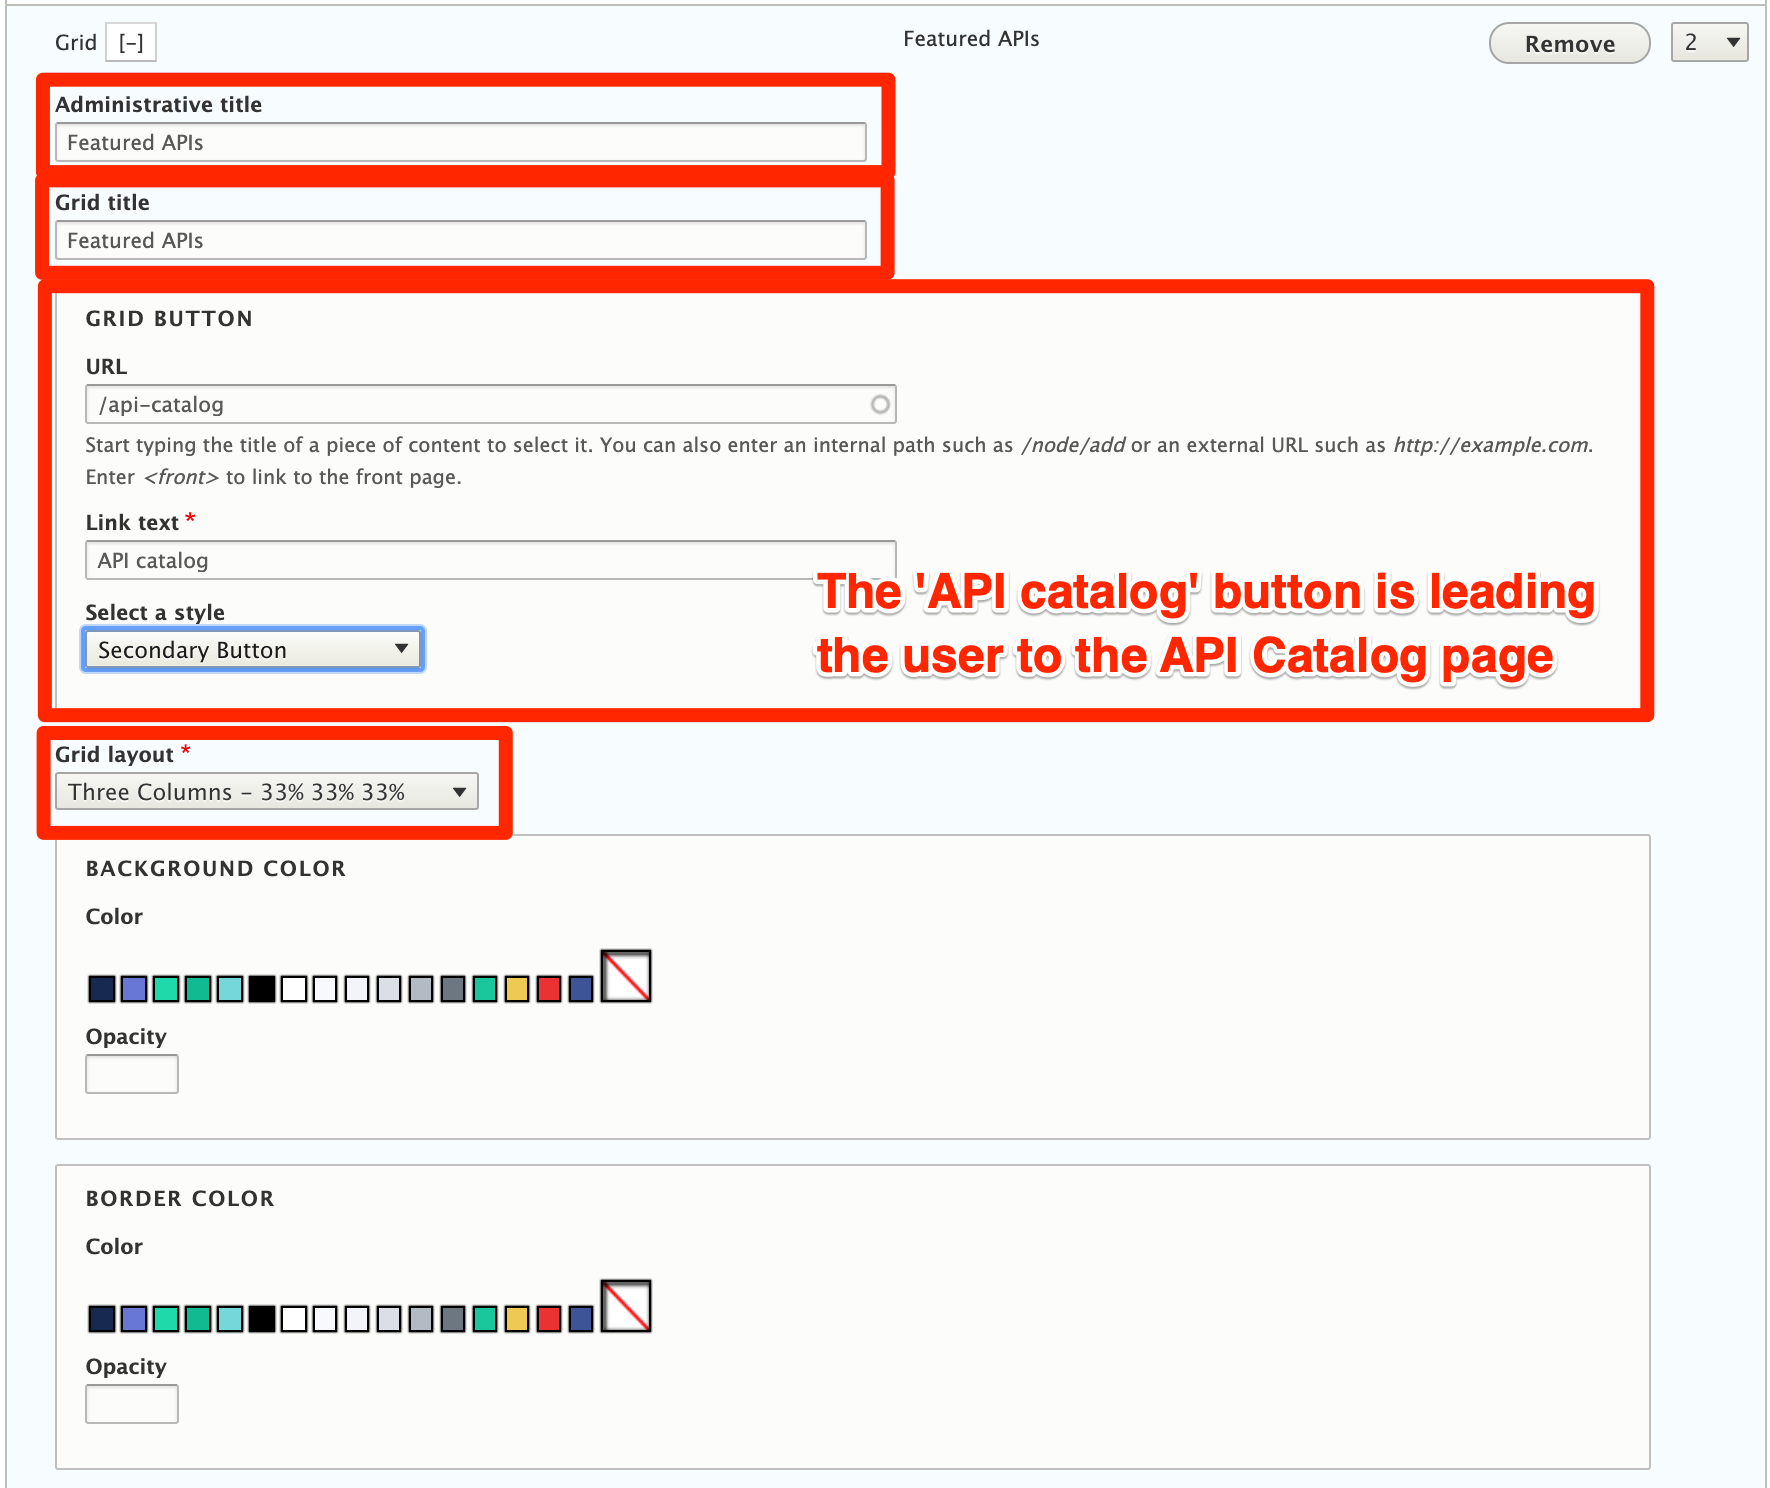 Grid [-] Featured APIs Remove 2
Administrative title
Featured APIs
Grid title
Featured APIs
GRID BUTTON
URL
/api-catalog
Start typing the title of a piece of content to select it. You can also enter an internal path such as /node/add or an external URL such as http://example.com.
Enter <front> to link to the front page.
Link text *
API catalog
The 'API catalog' button is leading
the user to the API Catalog page
Select a style
Secondary Button
Grid layout *
Three Columns - 33% 33% 33%
BACKGROUND COLOR
Color
Opacity
BORDER COLOR
Color
Opacity